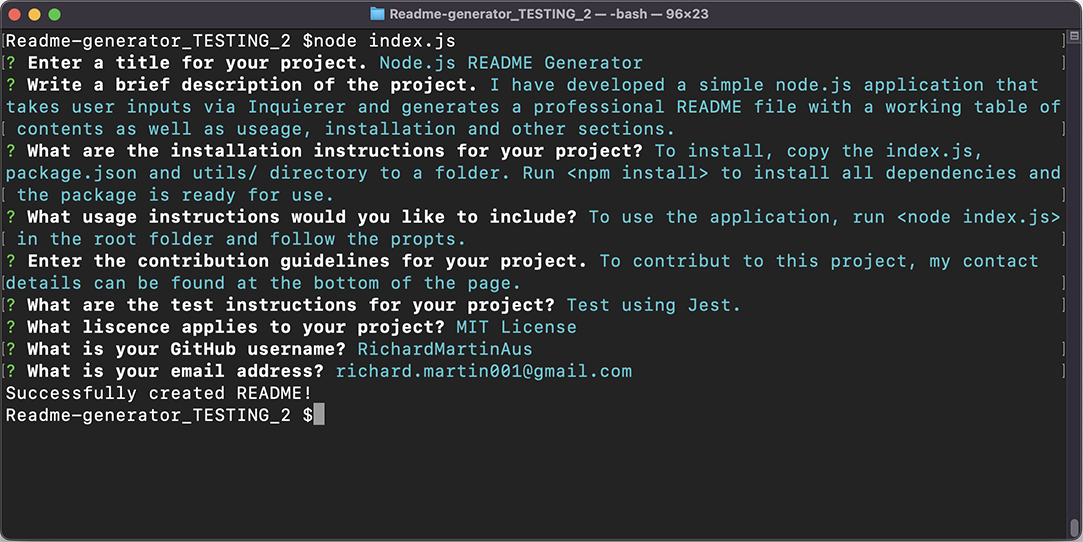 Readme-generator_TESTING_2 — -bash — 96×23
[Readme-generator_TESTING_2 $node index.js ]
[? Enter a title for your project. Node.js README Generator ]
? Write a brief description of the project. I have developed a simple node.js application that
takes user inputs via Inquierer and generates a professional README file with a working table of
[ contents as well as useage, installation and other sections. ]
? What are the installation instructions for your project? To install, copy the index.js,
package.json and utils/ directory to a folder. Run <npm install> to install all dependencies and
[ the package is ready for use. ]
? What usage instructions would you like to include? To use the application, run <node index.js>
[ in the root folder and follow the propts. ]
? Enter the contribution guidelines for your project. To contribut to this project, my contact
[details can be found at the bottom of the page. ]
[? What are the test instructions for your project? Test using Jest. ]
? What liscence applies to your project? MIT License
[? What is your GitHub username? RichardMartinAus ]
[? What is your email address? richard.martin001@gmail.com ]
Successfully created README!
Readme-generator_TESTING_2 $